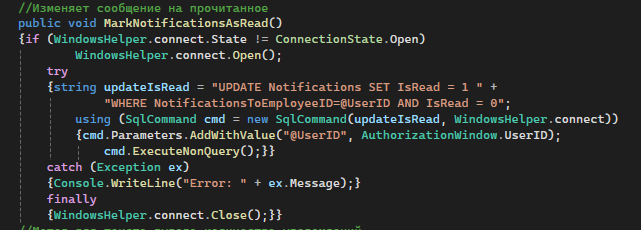 //Изменяет сообщение на прочитанное
public void MarkNotificationsAsRead()
{if (WindowsHelper.connect.State != ConnectionState.Open)
WindowsHelper.connect.Open();
try
{string updateIsRead = "UPDATE Notifications SET IsRead = 1 " +
"WHERE NotificationsToEmployeeID=@UserID AND IsRead = 0";
using (SqlCommand cmd = new SqlCommand(updateIsRead, WindowsHelper.connect))
{cmd.Parameters.AddWithValue("@UserID", AuthorizationWindow.UserID);
cmd.ExecuteNonQuery();}}
catch (Exception ex)
{Console.WriteLine("Error: " + ex.Message);}
finally
{WindowsHelper.connect.Close();}}